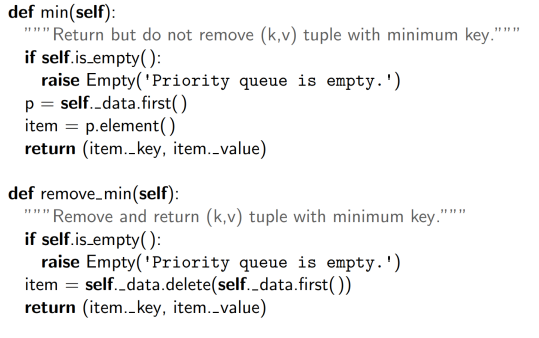 def min(self):
"""Return but do not remove (k,v) tuple with minimum key."""
if self.is_empty():
raise Empty('Priority queue is empty.')
p = self._data.first()
item = p.element()
return (item._key, item._value)
def remove_min(self):
"""Remove and return (k,v) tuple with minimum key."""
if self.is_empty():
raise Empty('Priority queue is empty.')
item = self._data.delete(self._data.first())
return (item._key, item._value)